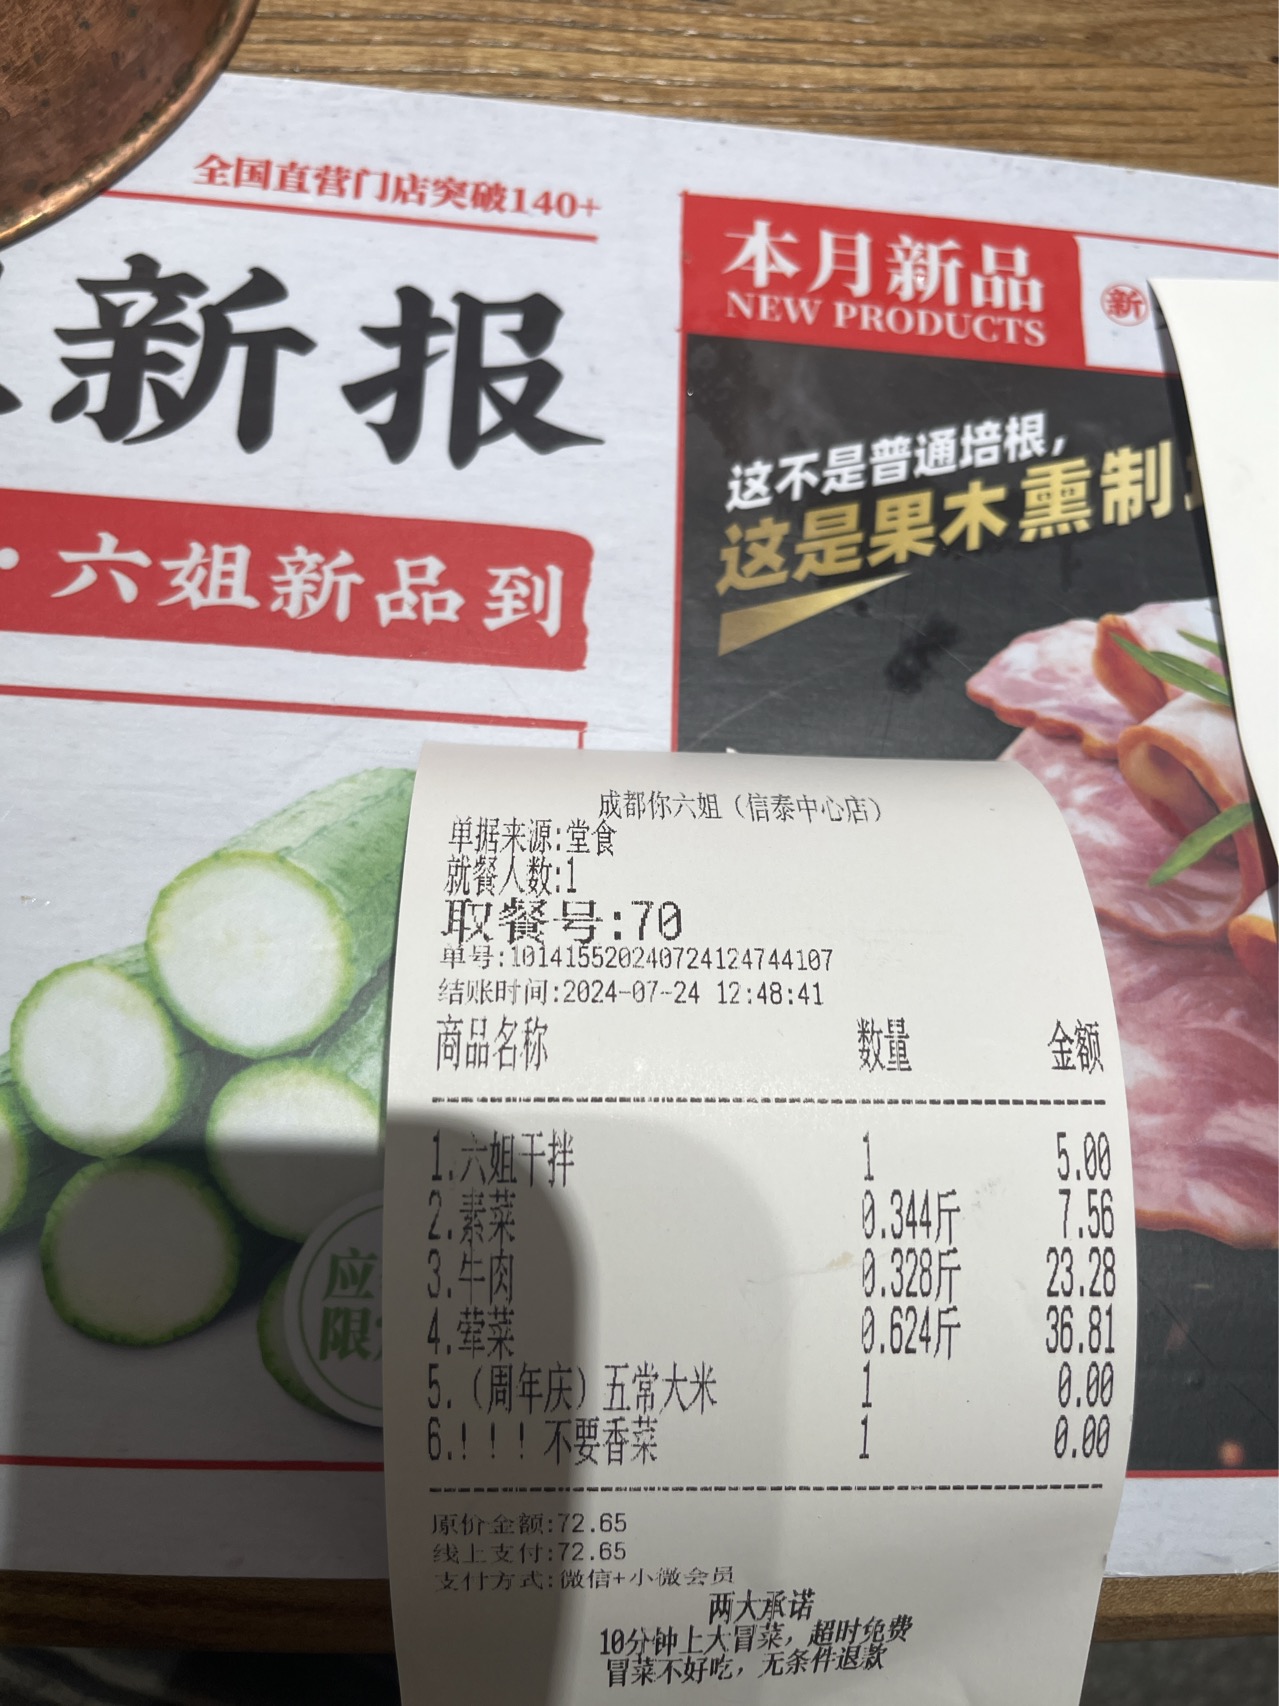 全国直营门店突破140+
新报
·六姐新品到
本月新品
NEW PRODUCTS
新
这不是普通培根，
这是果木熏制
应
限
成都你六姐（信泰中心店）
单据来源:堂食
就餐人数:1
取餐号:70
单号:101415520240724124744107
结账时间:2024-07-24 12:48:41
商品名称 数量 金额
1.六姐干拌 1 5.00
2.素菜 0.344斤 7.56
3.牛肉 0.328斤 23.28
4.荤菜 0.624斤 36.81
5.（周年庆）五常大米 1 0.00
6.！！！不要香菜 1 0.00
原价金额:72.65
线上支付:72.65
支付方式:微信+小微会员
两大承诺
10分钟上大冒菜，超时免费
冒菜不好吃，无条件退款